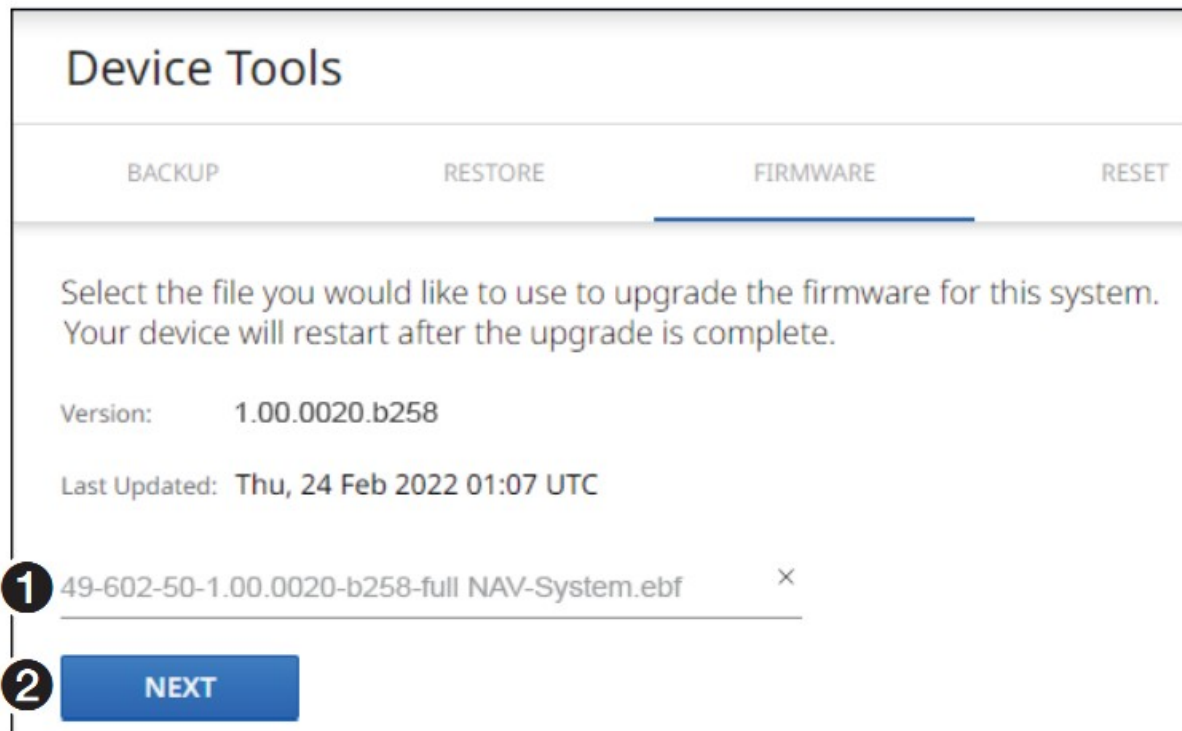 Device Tools
BACKUP RESTORE FIRMWARE RESET
Select the file you would like to use to upgrade the firmware for this system.
Your device will restart after the upgrade is complete.
Version: 1.00.0020.b258
Last Updated: Thu, 24 Feb 2022 01:07 UTC
1 49-602-50-1.00.0020-b258-full NAV-System.ebf ×
2 NEXT